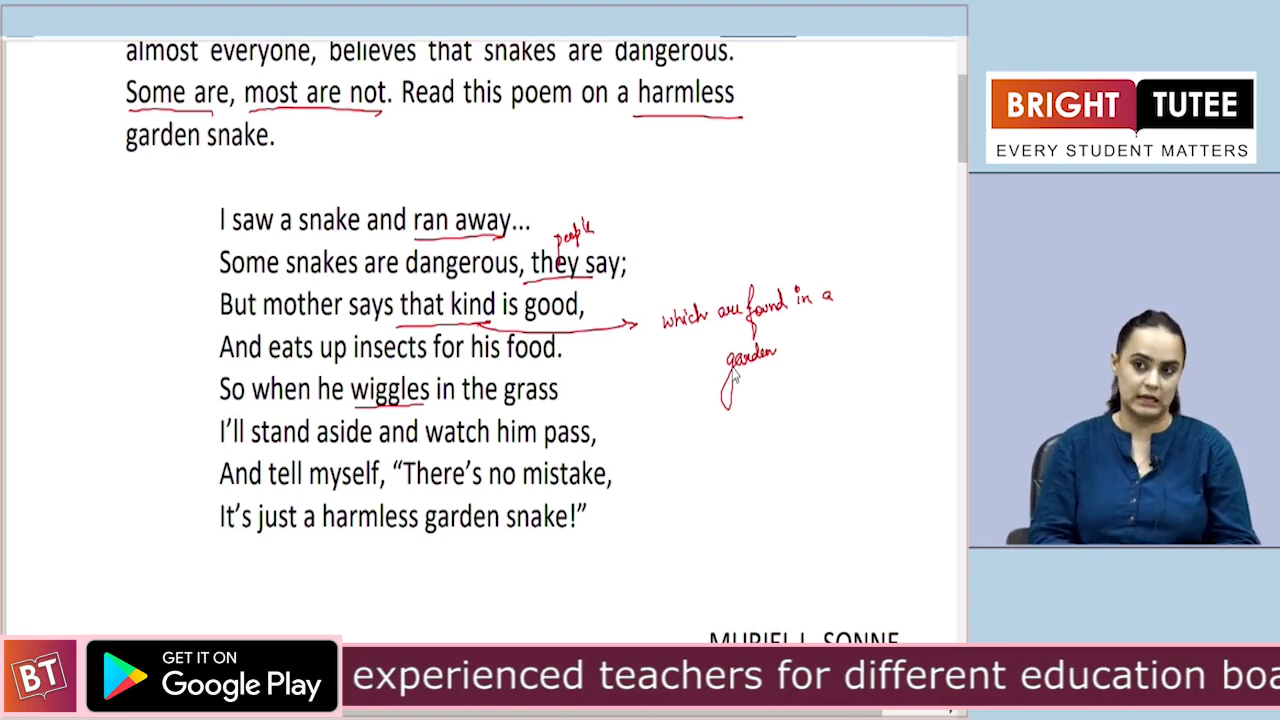 almost everyone, believes that snakes are dangerous.
Some are, most are not. Read this poem on a harmless
garden snake.
I saw a snake and ran away...
people
Some snakes are dangerous, they say;
But mother says that kind is good,
which are found in a
garden
And eats up insects for his food.
So when he wiggles in the grass
I'll stand aside and watch him pass,
And tell myself, “There's no mistake,
It's just a harmless garden snake!”
MURIEL L. SONNE
BRIGHT TUTEE
EVERY STUDENT MATTERS
BT
GET IT ON
Google Play
experienced teachers for different education boa